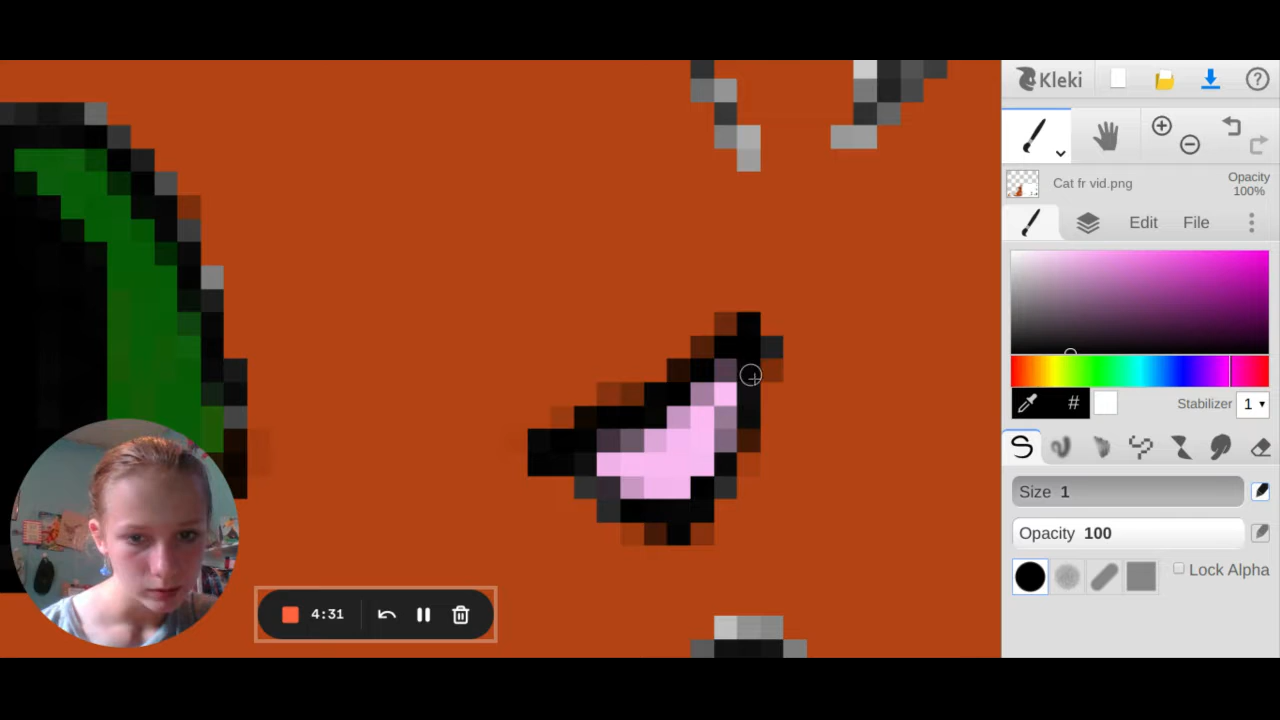 Kleki
?
Cat fr vid.png
Opacity
100%
Edit File
#
Stabilizer 1
Size 1
Opacity 100
Lock Alpha
4:31